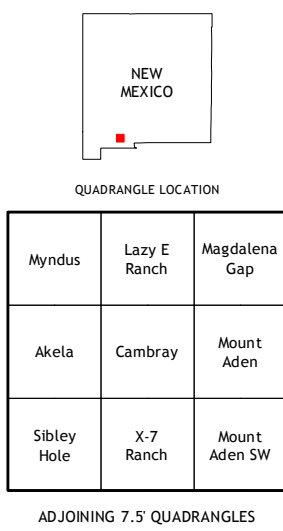 NEW
MEXICO
QUADRANGLE LOCATION
Myndus
Lazy E
Ranch
Magdalena
Gap
Akela
Cambray
Mount
Aden
Sibley
Hole
X-7
Ranch
Mount
Aden SW
ADJOINING 7.5' QUADRANGLES